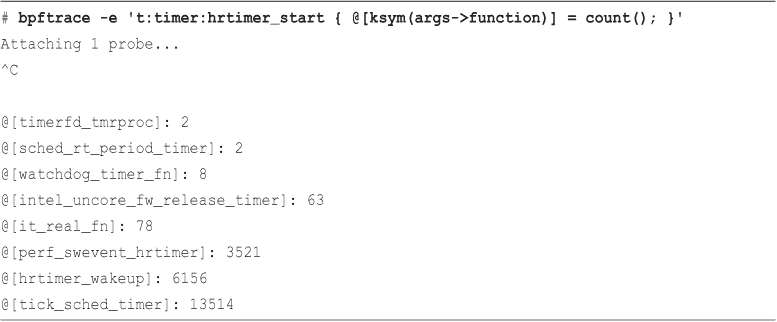 # bpftrace -e 't:timer:hrtimer_start { @[ksym(args->function)] = count(); }'
Attaching 1 probe...
^C
@[timerfd_tmrproc]: 2
@[sched_rt_period_timer]: 2
@[watchdog_timer_fn]: 8
@[intel_uncore_fw_release_timer]: 63
@[it_real_fn]: 78
@[perf_swevent_hrtimer]: 3521
@[hrtimer_wakeup]: 6156
@[tick_sched_timer]: 13514